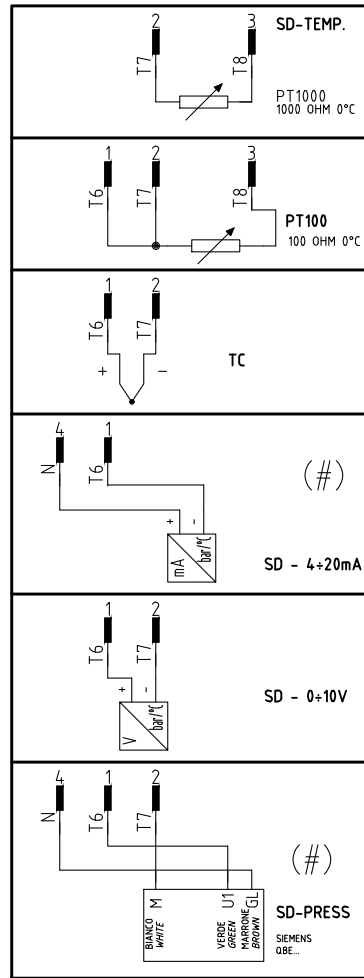 2 3 SD-TEMP.
T7 T8
PT1000
1000 OHM 0°C
1 2 3
T6 T7 T8
PT100
100 OHM 0°C
1 2
T6 T7
+ -
TC
4 1
N T6
(#)
+ -
mA bar/°C
SD - 4÷20mA
1 2
T6 T7
+ -
V bar/°C
SD - 0÷10V
4 1 2
N T6 T7
(#)
M U1 GL
BIANCO
WHITE
VERDE
GREEN
MARRONE
BROWN
SD-PRESS
SIEMENS
QBE...